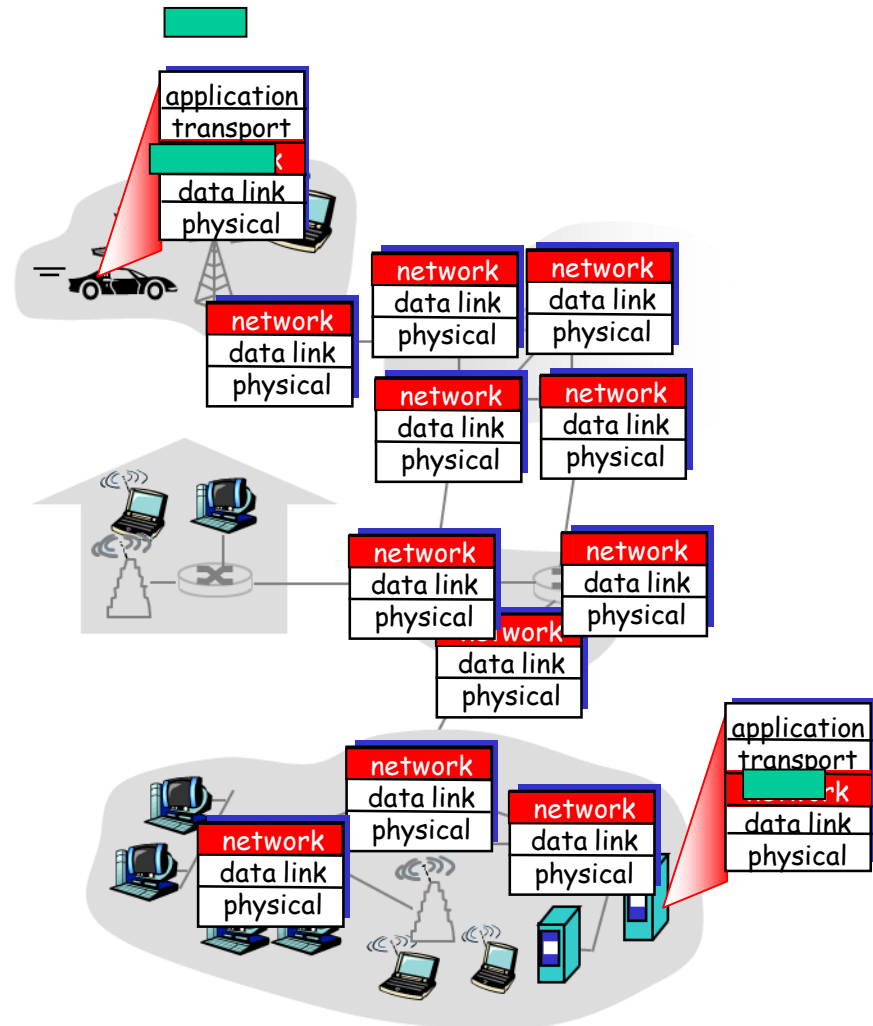 application
transport
k
data link
physical
network
data link
physical
network
data link
physical
network
data link
physical
network
data link
physical
network
data link
physical
network
data link
physical
network
data link
physical
work
data link
physical
application
transport
rk
data link
physical
network
data link
physical
network
data link
physical
network
data link
physical